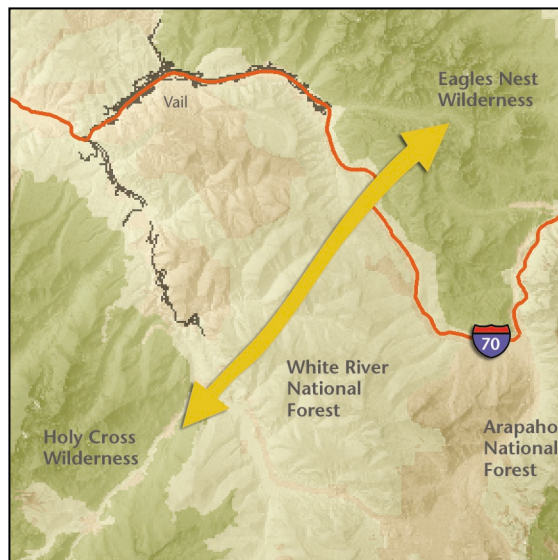 Eagles Nest
Wilderness
Vail
70
White River
National
Forest
Holy Cross
Wilderness
Arapaho
National
Forest